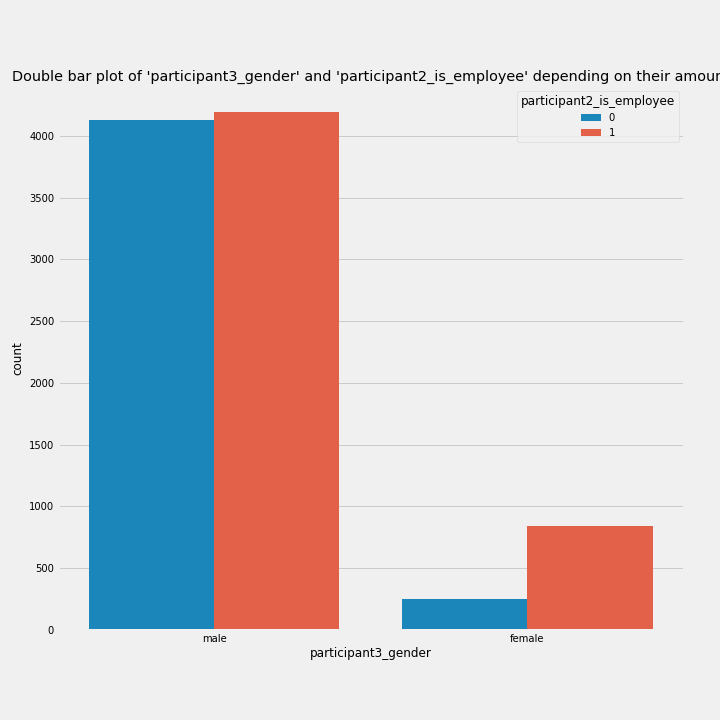 Double bar plot of 'participant3_gender' and 'participant2_is_employee' depending on their amour
participant2_is_employee
0
1
4000
3500
3000
2500
2000
1500
1000
500
0
count
male
female
participant3_gender